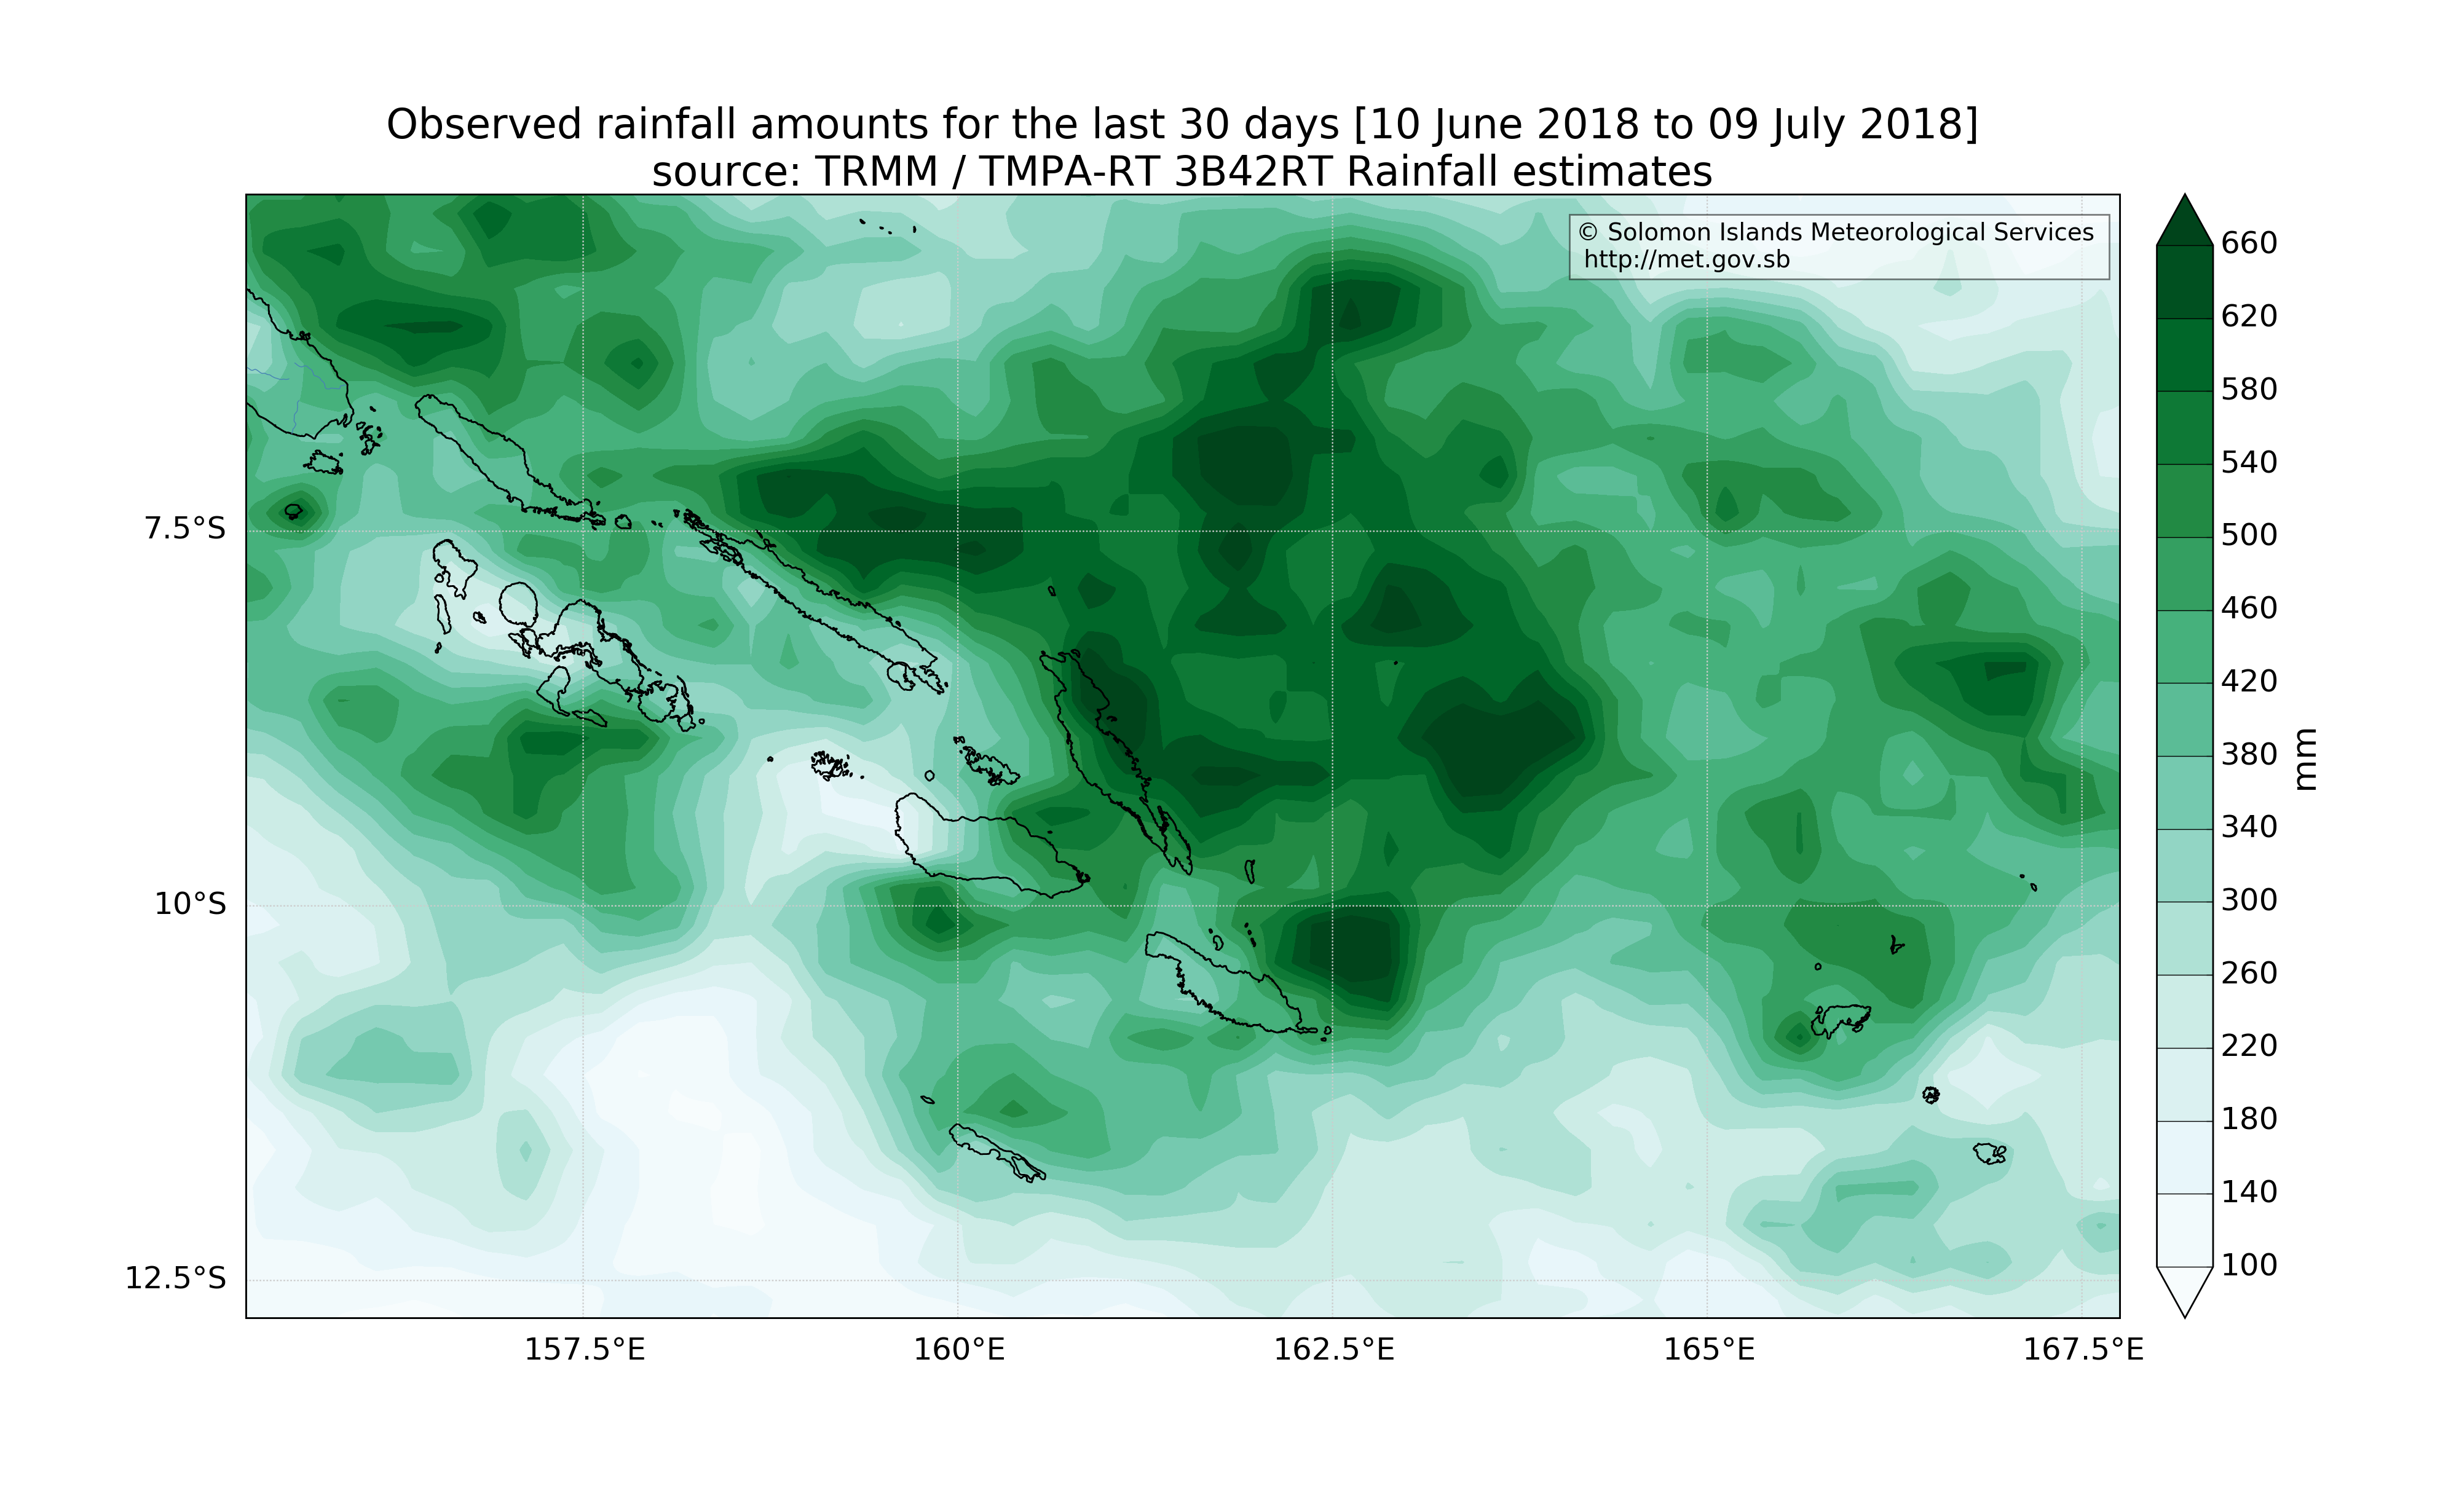 Observed rainfall amounts for the last 30 days [10 June 2018 to 09 July 2018]
source: TRMM / TMPA-RT 3B42RT Rainfall estimates
© Solomon Islands Meteorological Services
http://met.gov.sb
7.5°S
10°S
12.5°S
157.5°E
160°E
162.5°E
165°E
167.5°E
660
620
580
540
500
460
420
380
340
300
260
220
180
140
100
mm